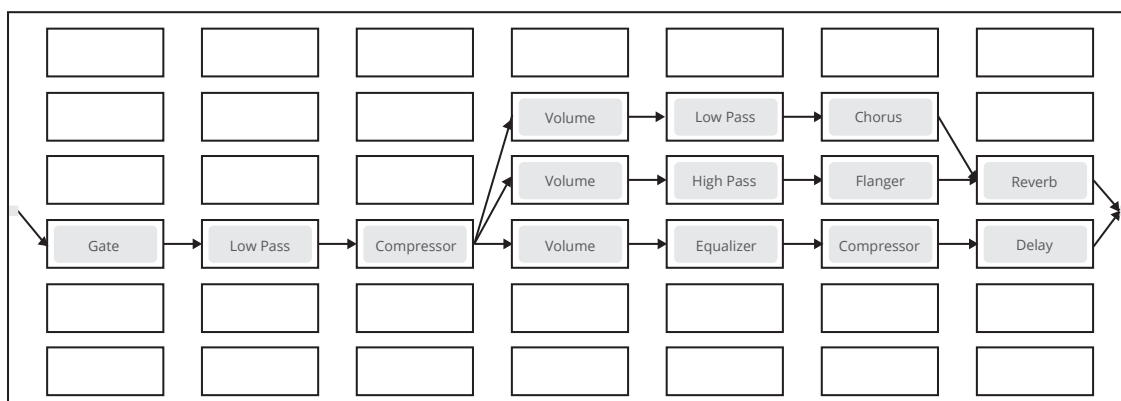 Volume
Low Pass
Chorus
Volume
High Pass
Flanger
Reverb
Gate
Low Pass
Compressor
Volume
Equalizer
Compressor
Delay